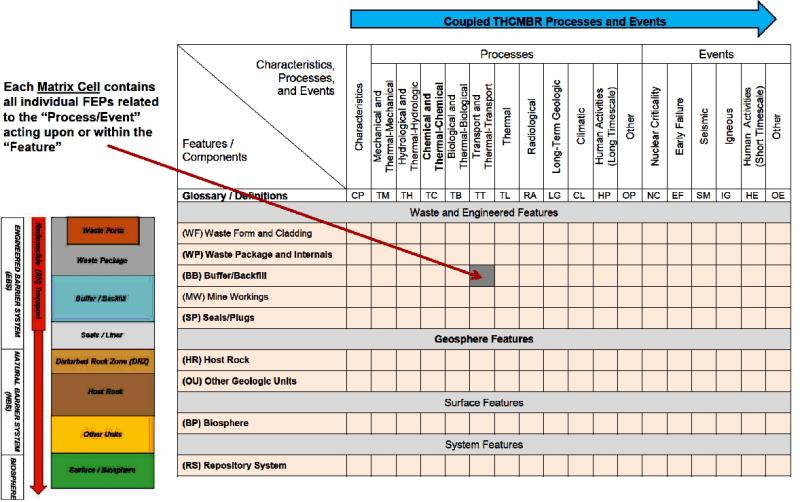 Coupled THCMBR Processes and Events
Characteristics,
Processes,
and Events
Features /
Components
Processes
Events
Characteristics
Mechanical and
Thermal-Mechanical
Hydrological and
Thermal-Hydrologic
Chemical and
Thermal-Chemical
Biological and
Thermal-Biological
Transport and
Thermal-Transport
Thermal
Radiological
Long-Term Geologic
Climatic
Human Activities
(Long Timescale)
Other
Nuclear Criticality
Early Failure
Seismic
Igneous
Human Activities
(Short Timescale)
Other
Each Matrix Cell contains
all individual FEPs related
to the "Process/Event"
acting upon or within the
"Feature"
Glossary / Definitions CP TM TH TC TB TT TL RA LG CL HP OP NC EF SM IG HE OE
Waste and Engineered Features
(WF) Waste Form and Cladding
(WF) Waste Package and Internals
(BB) Buffer/Backfill
(MW) Mine Workings
(SP) Seals/Plugs
Geosphere Features
(HR) Host Rock
(OU) Other Geologic Units
Surface Features
(BP) Biosphere
System Features
(RS) Repository System
ENGINEERED BARRIER SYSTEM
(EBS)
NATURAL BARRIER SYSTEM
(NBS)
BIOSPHERE
Radionuclide (RN) Transport
Waste Form
Waste Package
Buffer / Backfill
Seals / Liner
Disturbed Rock Zone (DRZ)
Host Rock
Other Units
Surface / Biosphere